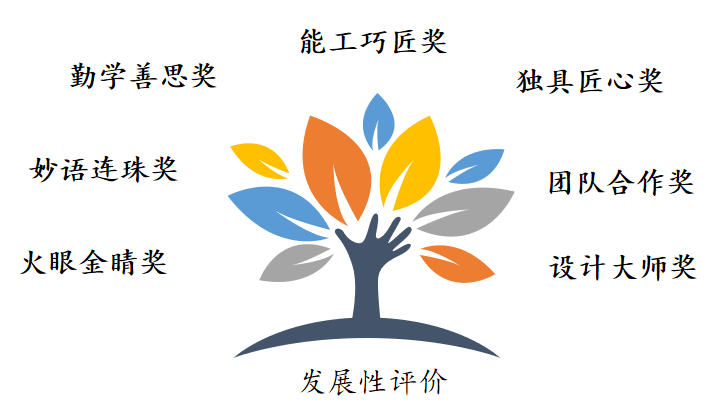 能工巧匠奖
勤学善思奖
独具匠心奖
妙语连珠奖
团队合作奖
火眼金睛奖
设计大师奖
发展性评价